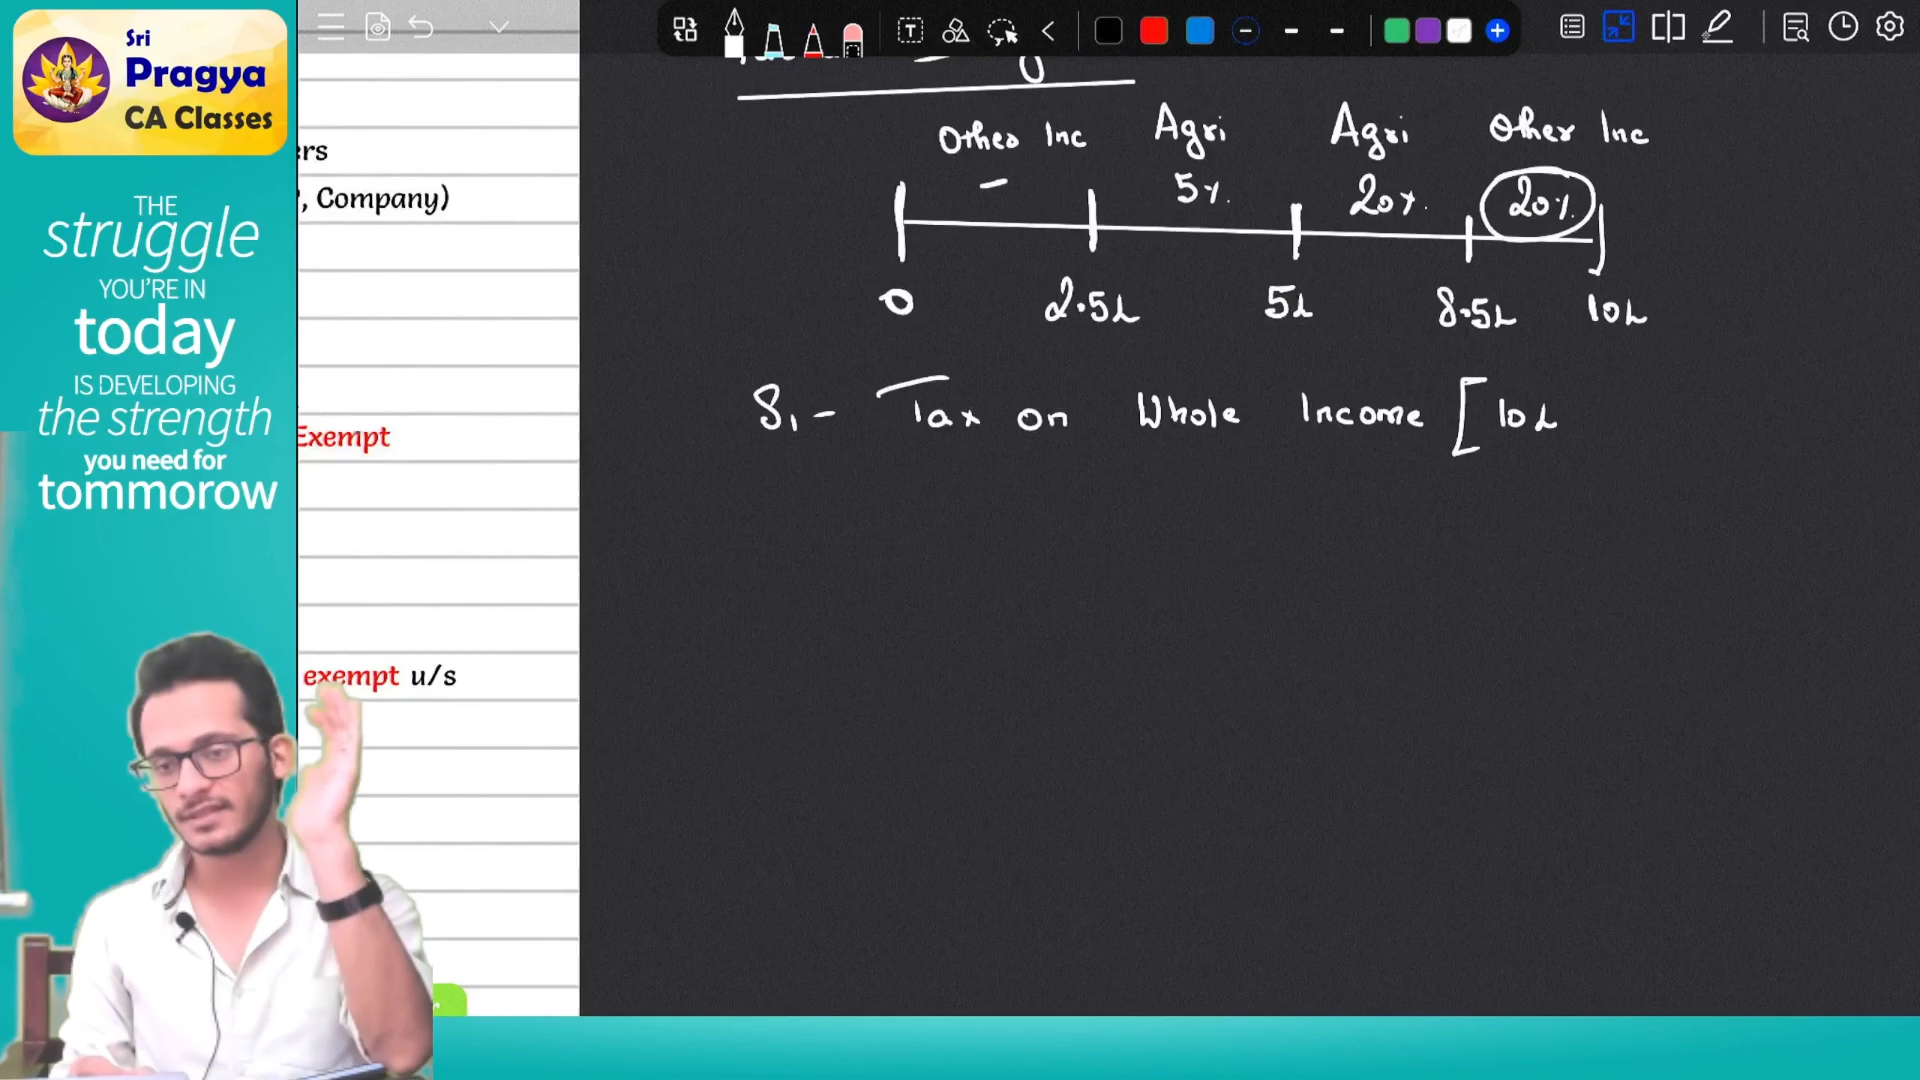 Sri
Pragya
CA Classes
THE
struggle
YOU'RE IN
today
IS DEVELOPING
the strength
you need for
tommorow
ers
, Company)
Exempt
exempt u/s
Other Inc Agri Agri Other Inc
- 5%. 20%. 20%.
0 2.5L 5L 8.5L 10L
S1 - Tax on Whole Income [10L